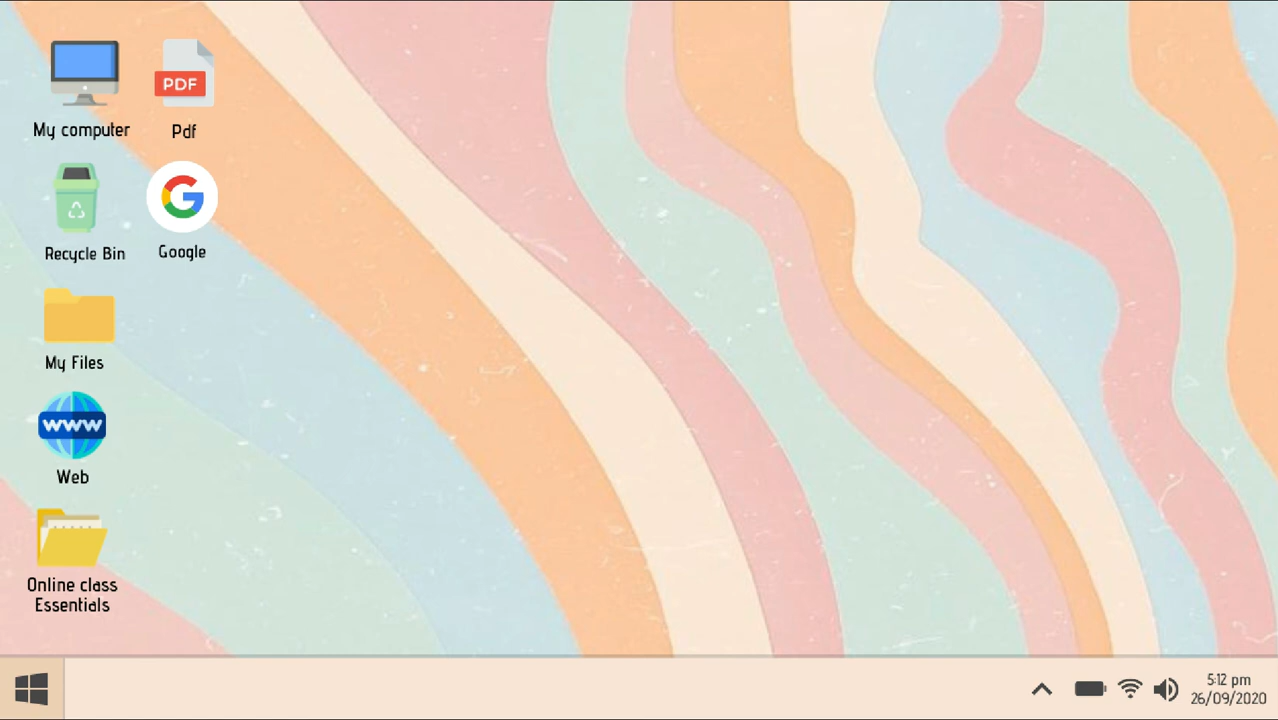 My computer
PDF
Pdf
Recycle Bin
G
Google
My Files
www
Web
Online class
Essentials
5:12 pm
26/09/2020